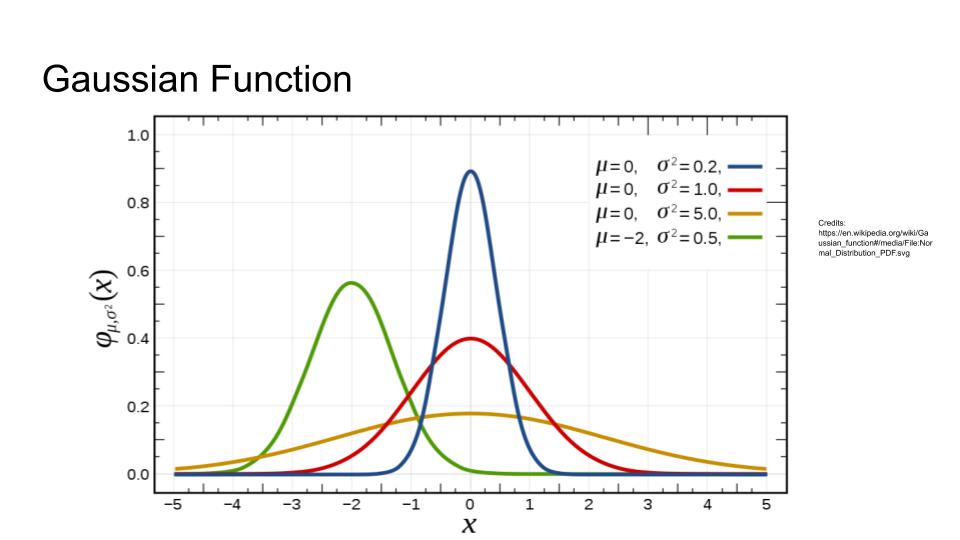 Gaussian Function
1.0
0.8
0.6
0.4
0.2
0.0
φμ,σ²(x)
μ=0, σ²=0.2,
μ=0, σ²=1.0,
μ=0, σ²=5.0,
μ=−2, σ²=0.5,
−5 −4 −3 −2 −1 0 1 2 3 4 5
x
Credits:
https://en.wikipedia.org/wiki/Ga
ussian_function#/media/File:Nor
mal_Distribution_PDF.svg